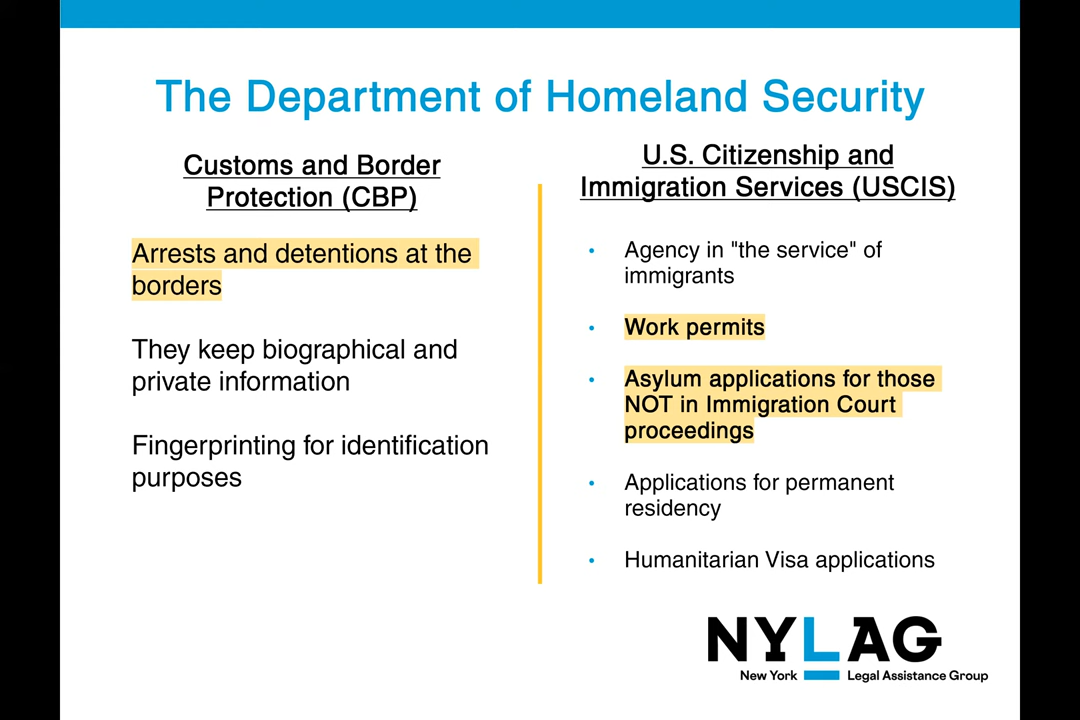 The Department of Homeland Security
Customs and Border
Protection (CBP)
Arrests and detentions at the
borders
They keep biographical and
private information
Fingerprinting for identification
purposes
U.S. Citizenship and
Immigration Services (USCIS)
• Agency in "the service" of
immigrants
• Work permits
• Asylum applications for those
NOT in Immigration Court
proceedings
• Applications for permanent
residency
• Humanitarian Visa applications
NYLAG
New York Legal Assistance Group